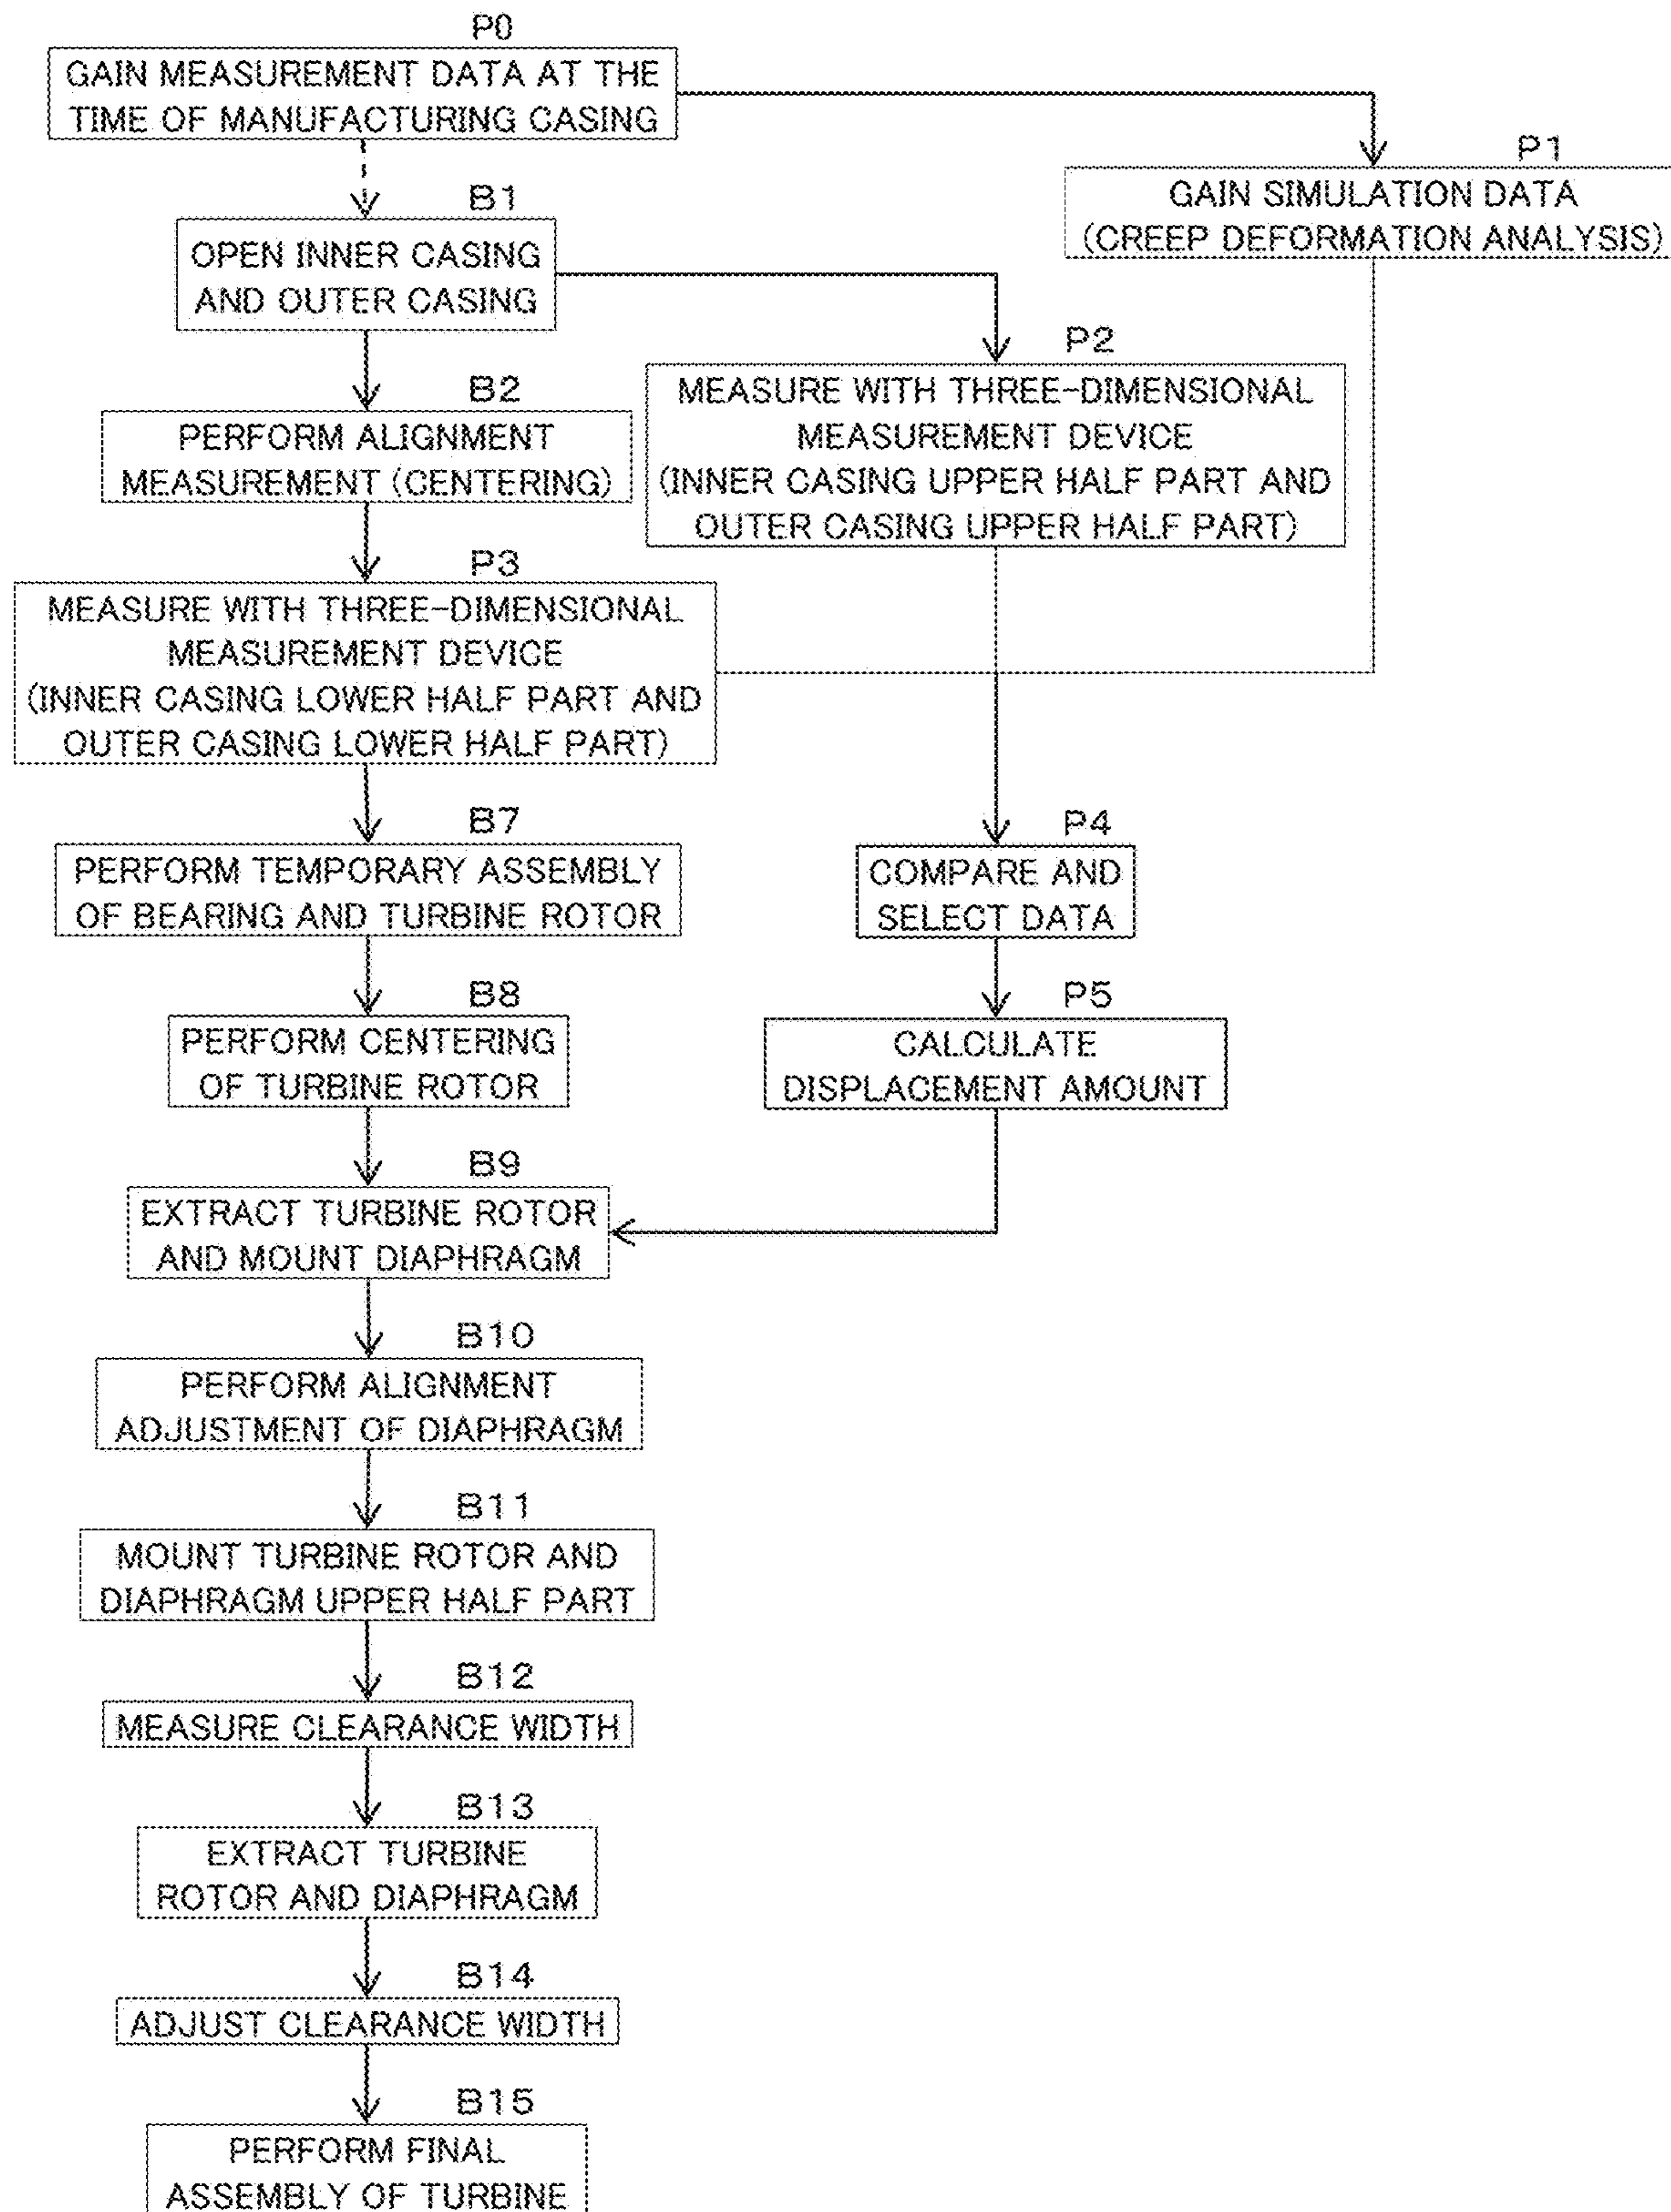 P0
GAIN MEASUREMENT DATA AT THE
TIME OF MANUFACTURING CASING
P1
GAIN SIMULATION DATA
(CREEP DEFORMATION ANALYSIS)
B1
OPEN INNER CASING
AND OUTER CASING
P2
MEASURE WITH THREE-DIMENSIONAL
MEASUREMENT DEVICE
(INNER CASING UPPER HALF PART AND
OUTER CASING UPPER HALF PART)
B2
PERFORM ALIGNMENT
MEASUREMENT (CENTERING)
P3
MEASURE WITH THREE-DIMENSIONAL
MEASUREMENT DEVICE
(INNER CASING LOWER HALF PART AND
OUTER CASING LOWER HALF PART)
B7
PERFORM TEMPORARY ASSEMBLY
OF BEARING AND TURBINE ROTOR
P4
COMPARE AND
SELECT DATA
B8
PERFORM CENTERING
OF TURBINE ROTOR
P5
CALCULATE
DISPLACEMENT AMOUNT
B9
EXTRACT TURBINE ROTOR
AND MOUNT DIAPHRAGM
B10
PERFORM ALIGNMENT
ADJUSTMENT OF DIAPHRAGM
B11
MOUNT TURBINE ROTOR AND
DIAPHRAGM UPPER HALF PART
B12
MEASURE CLEARANCE WIDTH
B13
EXTRACT TURBINE
ROTOR AND DIAPHRAGM
B14
ADJUST CLEARANCE WIDTH
B15
PERFORM FINAL
ASSEMBLY OF TURBINE